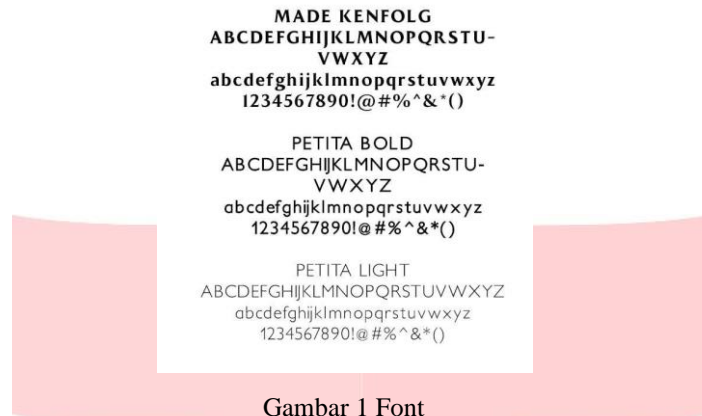 MADE KENFOLG
ABCDEFGHIJKLMNOPQRSTU-
VWXYZ
abcdefghijklmnopqrstuvwxyz
1234567890!@#%^&*()
PETITA BOLD
ABCDEFGHIJKLMNOPQRSTU-
VWXYZ
abcdefghijklmnopqrstuvwxyz
1234567890!@#%^&*()
PETITA LIGHT
ABCDEFGHIJKLMNOPQRSTUVWXYZ
abcdefghijklmnopqrstuvwxyz
1234567890!@#%^&*()
Gambar 1 Font